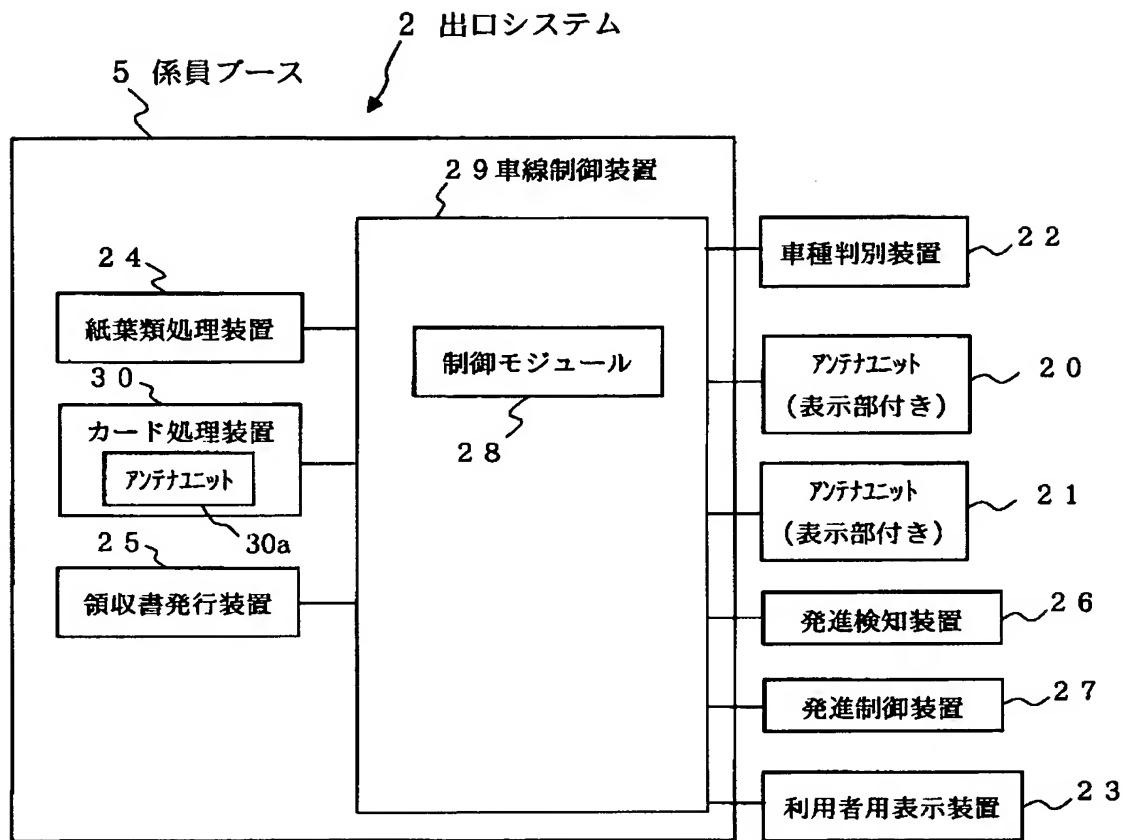 ２ 出口システム
５ 係員ブース
２９車線制御装置
２４
紙葉類処理装置
３０
カード処理装置
アンテナユニット
30a
２５
領収書発行装置
制御モジュール
２８
車種判別装置
２２
アンテナユニット
(表示部付き)
２０
アンテナユニット
(表示部付き)
２１
発進検知装置
２６
発進制御装置
２７
利用者用表示装置
２３